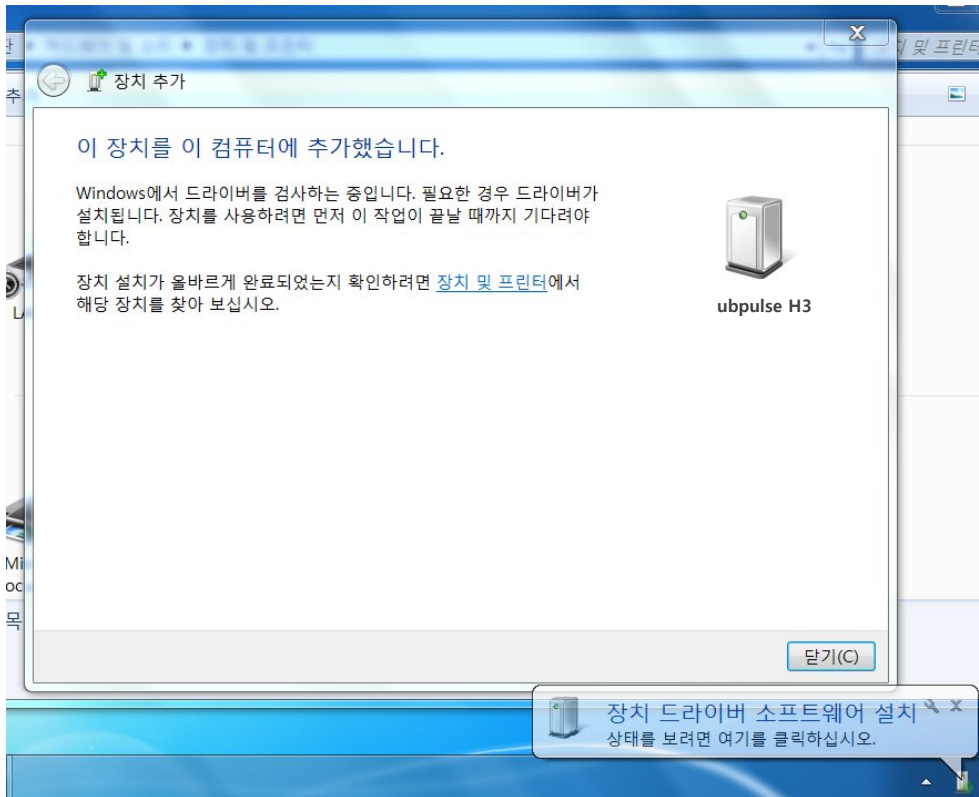 및 프린터
장치 추가
추
이 장치를 이 컴퓨터에 추가했습니다.
Windows에서 드라이버를 검사하는 중입니다. 필요한 경우 드라이버가
설치됩니다. 장치를 사용하려면 먼저 이 작업이 끝날 때까지 기다려야
합니다.
장치 설치가 올바르게 완료되었는지 확인하려면 장치 및 프린터에서
해당 장치를 찾아 보십시오.
ubpulse H3
Mi
oc
목
닫기(C)
장치 드라이버 소프트웨어 설치
상태를 보려면 여기를 클릭하십시오.